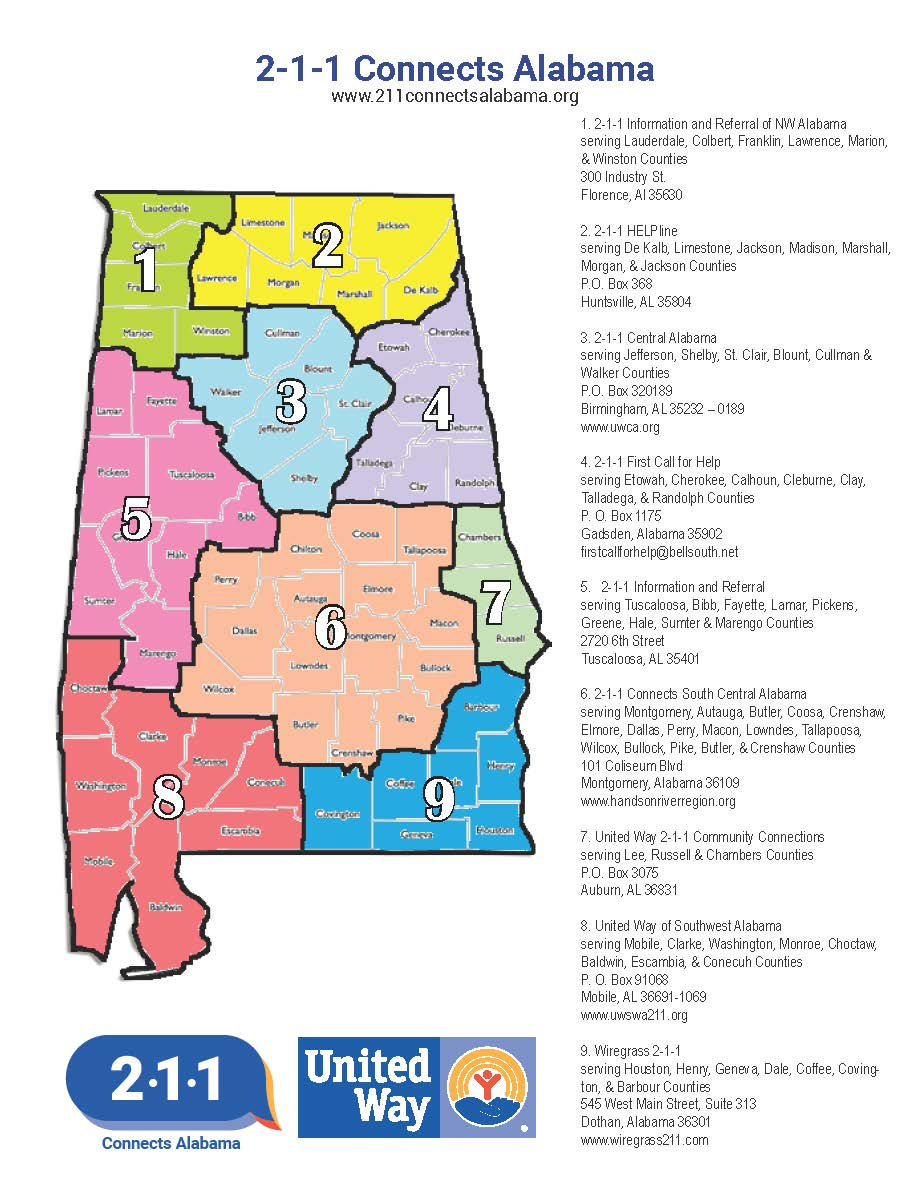 2-1-1 Connects Alabama
www.211connectsalabama.org
1. 2-1-1 Information and Referral of NW Alabama
serving Lauderdale, Colbert, Franklin, Lawrence, Marion,
& Winston Counties
300 Industry St.
Florence, Al 35630
2. 2-1-1 HELPline
serving De Kalb, Limestone, Jackson, Madison, Marshall,
Morgan, & Jackson Counties
P.O. Box 368
Huntsville, AL 35804
3. 2-1-1 Central Alabama
serving Jefferson, Shelby, St. Clair, Blount, Cullman &
Walker Counties
P.O. Box 320189
Birmingham, AL 35232 – 0189
www.uwca.org
4. 2-1-1 First Call for Help
serving Etowah, Cherokee, Calhoun, Cleburne, Clay,
Talladega, & Randolph Counties
P. O. Box 1175
Gadsden, Alabama 35902
firstcallforhelp@bellsouth.net
5. 2-1-1 Information and Referral
serving Tuscaloosa, Bibb, Fayette, Lamar, Pickens,
Greene, Hale, Sumter & Marengo Counties
2720 6th Street
Tuscaloosa, AL 35401
6. 2-1-1 Connects South Central Alabama
serving Montgomery, Autauga, Butler, Coosa, Crenshaw,
Elmore, Dallas, Perry, Macon, Lowndes, Tallapoosa,
Wilcox, Bullock, Pike, Butler, & Crenshaw Counties
101 Coliseum Blvd
Montgomery, Alabama 36109
www.handsonriverregion.org
7. United Way 2-1-1 Community Connections
serving Lee, Russell & Chambers Counties
P.O. Box 3075
Auburn, AL 36831
8. United Way of Southwest Alabama
serving Mobile, Clarke, Washington, Monroe, Choctaw,
Baldwin, Escambia, & Conecuh Counties
P. O. Box 91068
Mobile, AL 36691-1069
www.uwswa211.org
9. Wiregrass 2-1-1
serving Houston, Henry, Geneva, Dale, Coffee, Coving-
ton, & Barbour Counties
545 West Main Street, Suite 313
Dothan, Alabama 36301
www.wiregrass211.com
Lauderdale
Colbert
1
Marion
Winston
Limestone
2
Jackson
Lawrence
Morgan
Marshall
De Kalb
Cullman
Blount
Walker
3
St. Clair
Jefferson
Shelby
Cherokee
Etowah
4
Talladega
Clay
Randolph
Lamar
Fayette
Pickens
Tuscaloosa
5
Bibb
Hale
Sumter
Marengo
Chilton
Coosa
Tallapoosa
Perry
Autauga
Elmore
Dallas
6
Macon
Lowndes
Bullock
Wilcox
Butler
Pike
Crenshaw
Chambers
7
Russell
Choctaw
Clarke
Monroe
Washington
8
Conecuh
Escambia
Mobile
Baldwin
Barbour
Henry
Coffee
9
Covington
Geneva
Houston
2·1·1
Connects Alabama
United
Way